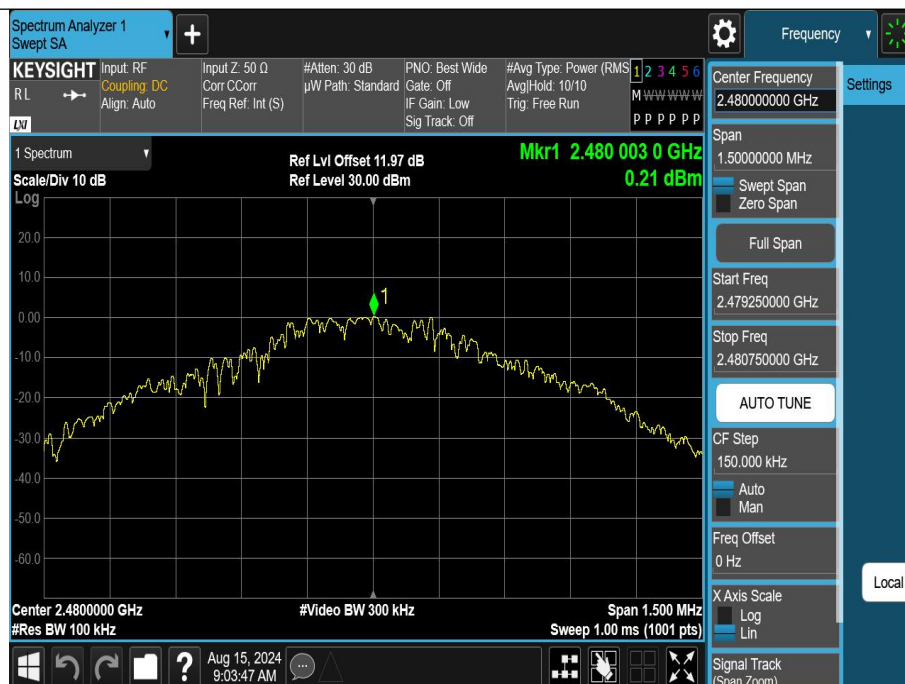 Spectrum Analyzer 1
Swept SA
+
Frequency
KEYSIGHT
RL
LXI
Input: RF
Coupling: DC
Align: Auto
Input Z: 50 Ω
Corr CCorr
Freq Ref: Int (S)
#Atten: 30 dB
µW Path: Standard
PNO: Best Wide
Gate: Off
IF Gain: Low
Sig Track: Off
#Avg Type: Power (RMS
Avg|Hold: 10/10
Trig: Free Run
1 2 3 4 5 6
M W W W W W
P P P P P P
1 Spectrum
Scale/Div 10 dB
Log
Ref Lvl Offset 11.97 dB
Ref Level 30.00 dBm
Mkr1 2.480 003 0 GHz
0.21 dBm
20.0
10.0
0.00
-10.0
-20.0
-30.0
-40.0
-50.0
-60.0
1
Center 2.4800000 GHz
#Res BW 100 kHz
#Video BW 300 kHz
Span 1.500 MHz
Sweep 1.00 ms (1001 pts)
?
Aug 15, 2024
9:03:47 AM
Center Frequency
2.480000000 GHz
Span
1.50000000 MHz
Swept Span
Zero Span
Full Span
Start Freq
2.479250000 GHz
Stop Freq
2.480750000 GHz
AUTO TUNE
CF Step
150.000 kHz
Auto
Man
Freq Offset
0 Hz
X Axis Scale
Log
Lin
Signal Track
(Span Zoom)
Settings
Local